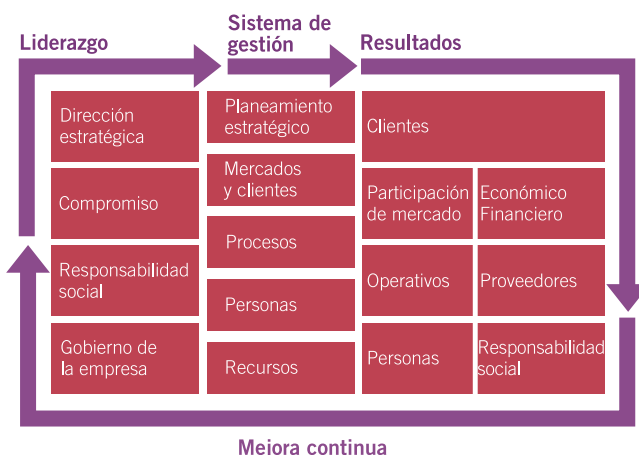 Liderazgo
Sistema de
gestión
Resultados
Dirección
estratégica
Compromiso
Responsabilidad
social
Gobierno de
la empresa
Planeamiento
estratégico
Mercados
y clientes
Procesos
Personas
Recursos
Clientes
Participación
de mercado
Económico
Financiero
Operativos
Proveedores
Personas
Responsabilidad
social
Mejora continua